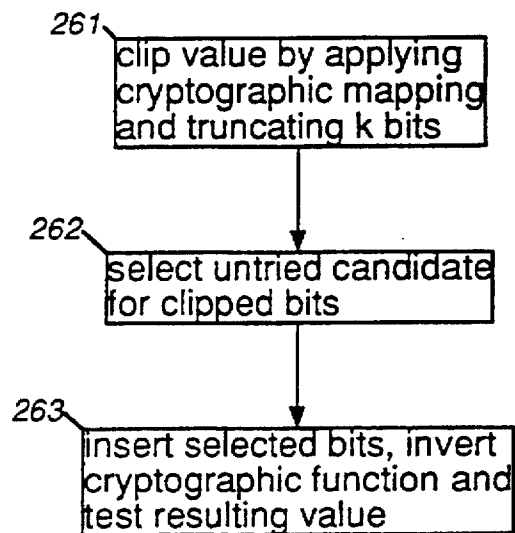 261
clip value by applying
cryptographic mapping
and truncating k bits
262
select untried candidate
for clipped bits
263
insert selected bits, invert
cryptographic function and
test resulting value